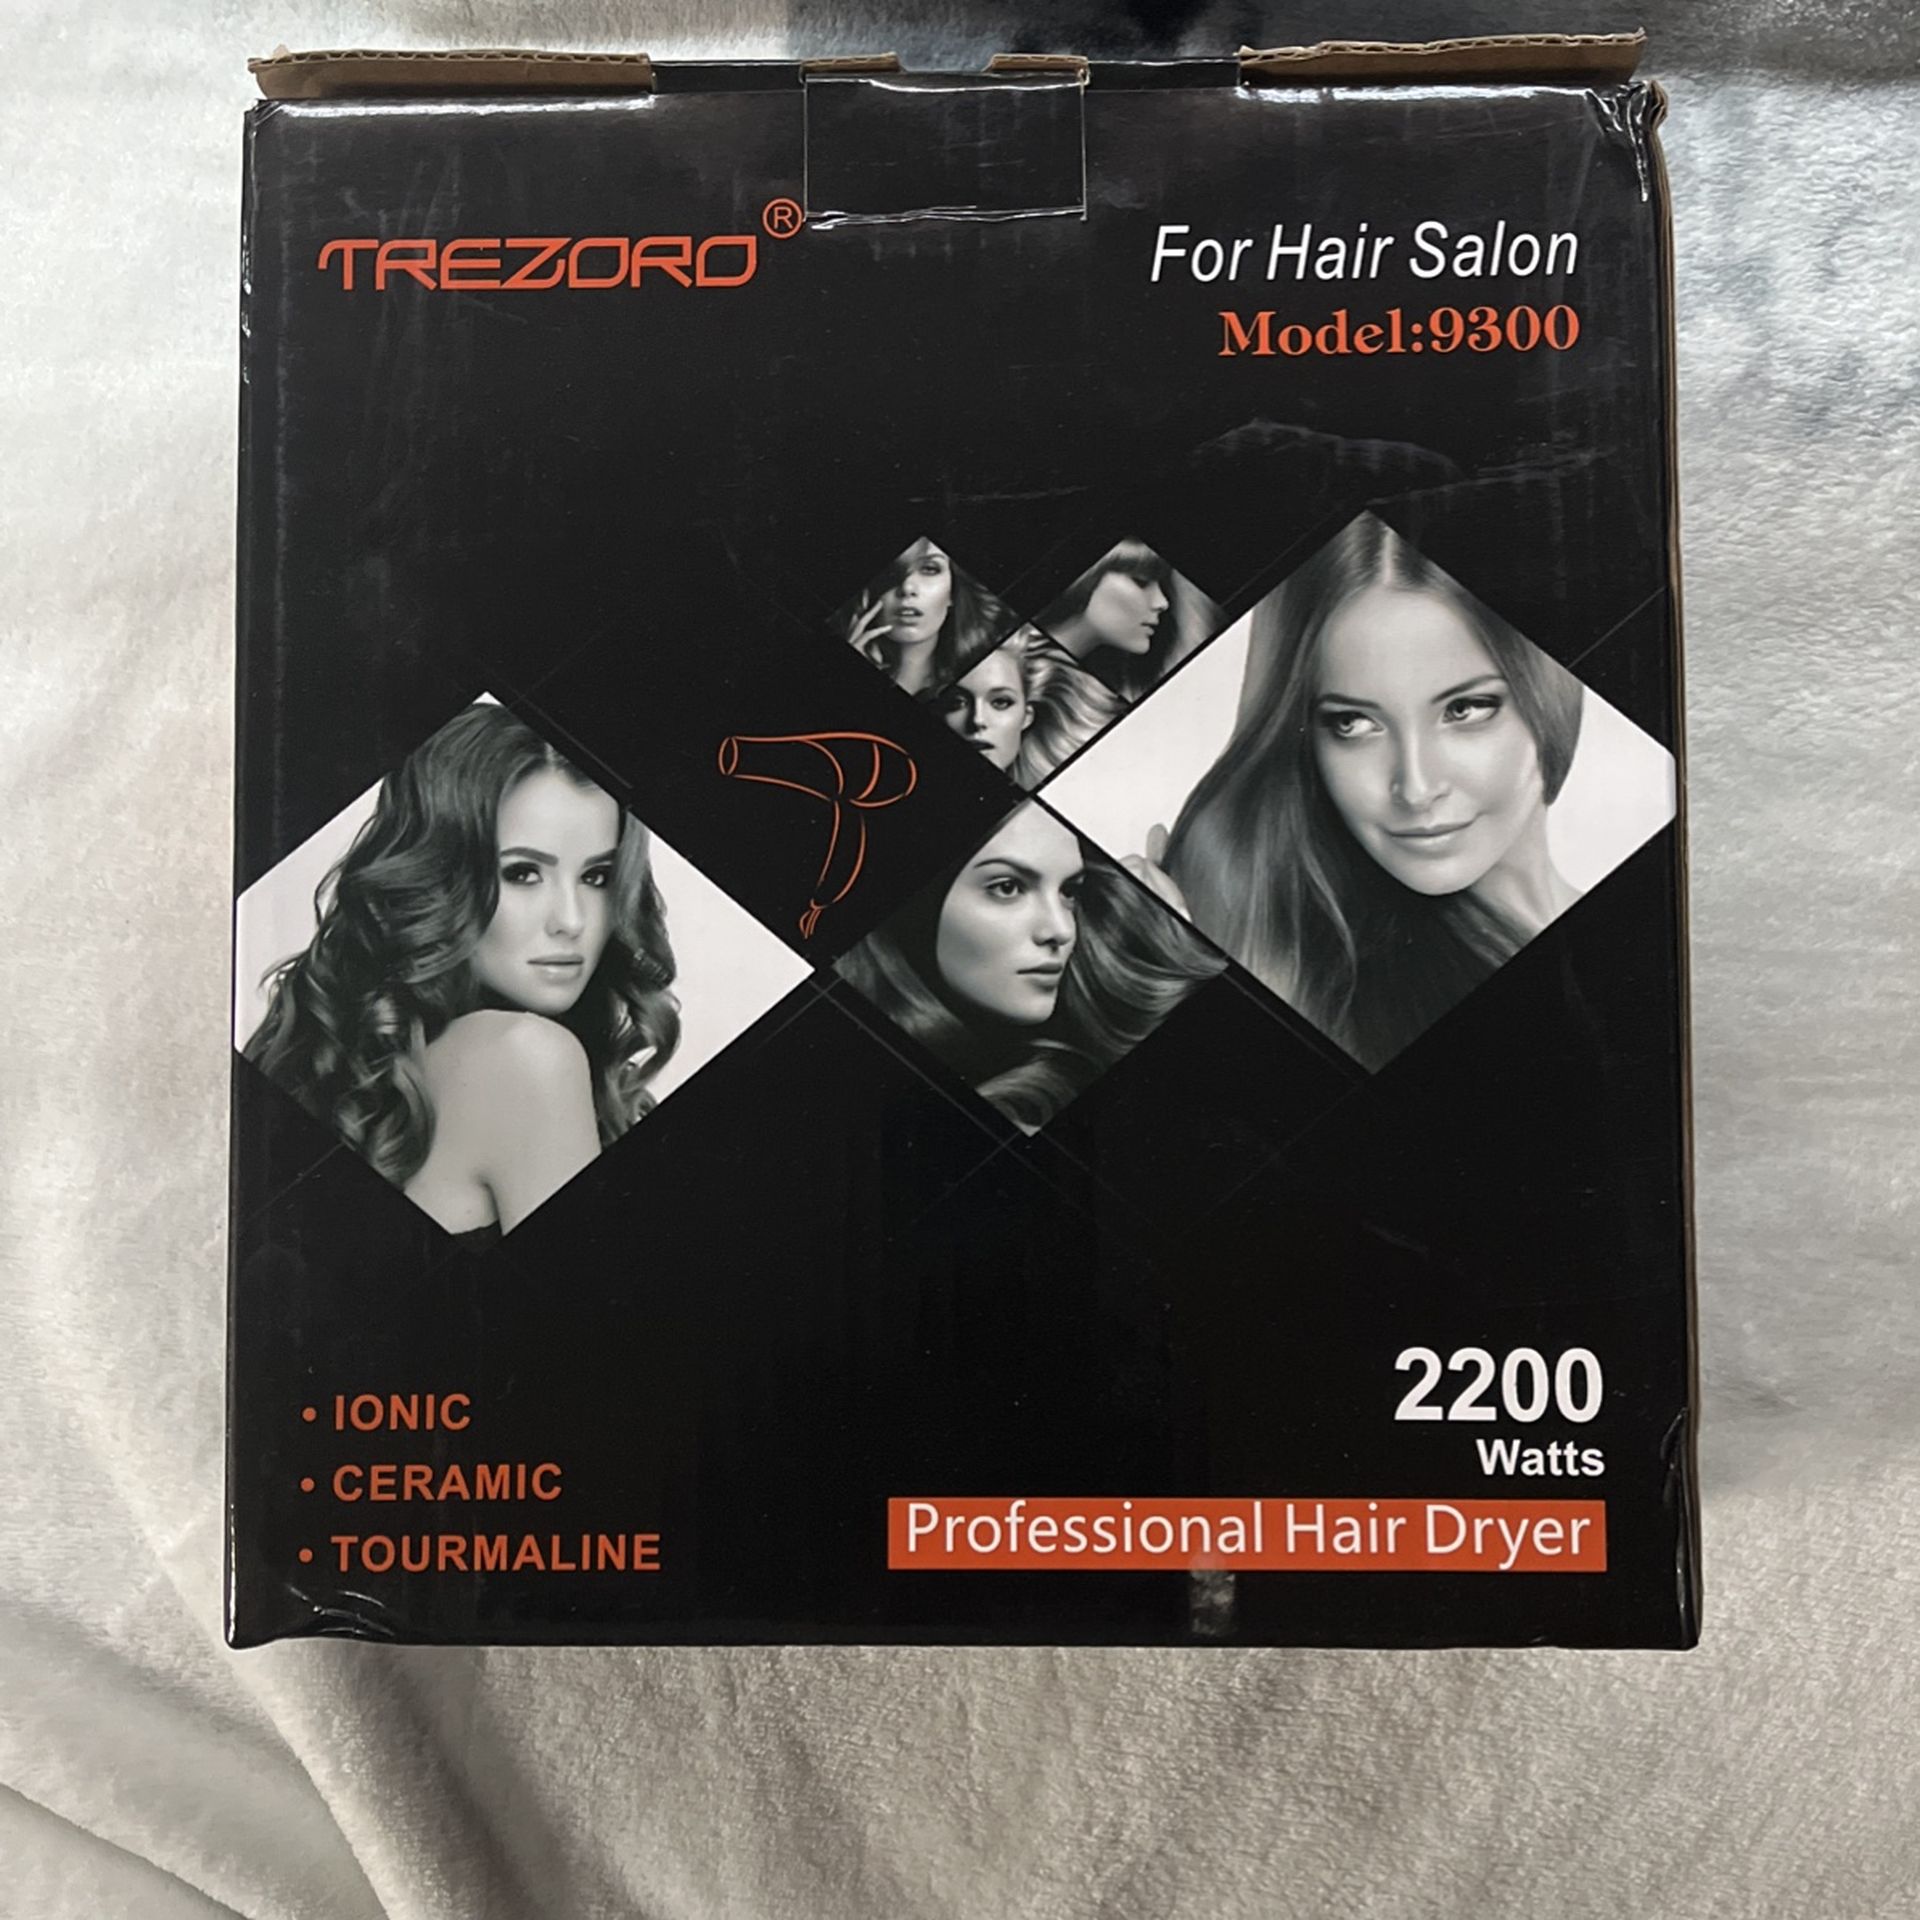 TREZORO®
For Hair Salon
Model:9300
• IONIC
• CERAMIC
• TOURMALINE
2200
Watts
Professional Hair Dryer